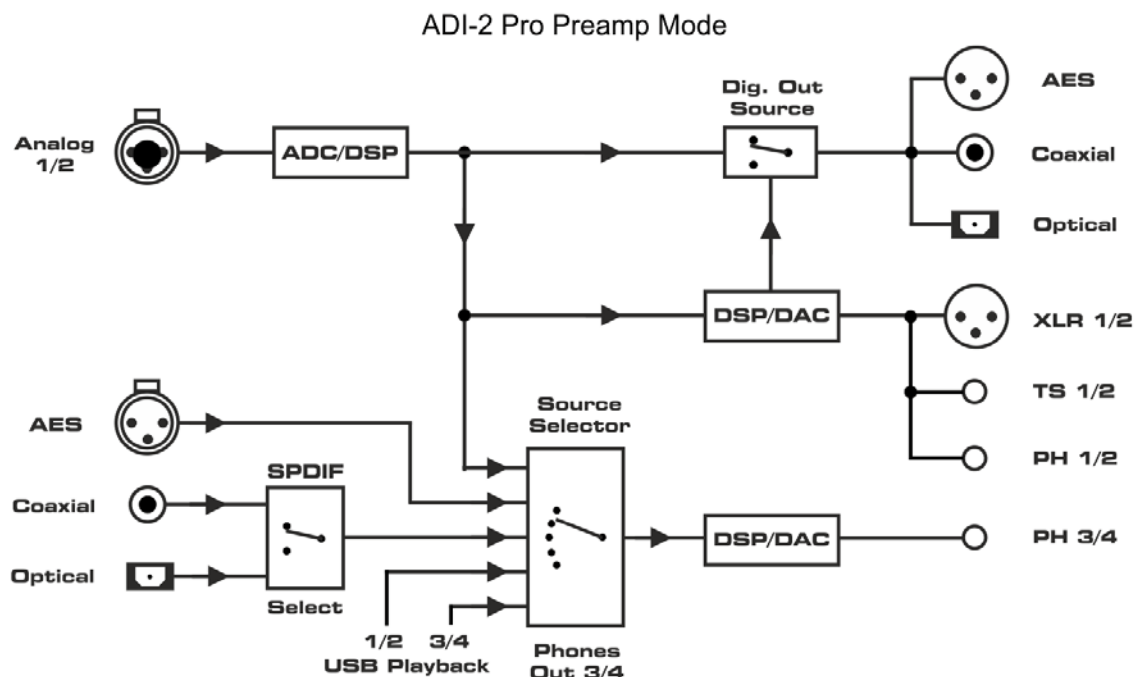 ADI-2 Pro Preamp Mode
Analog
1/2
ADC/DSP
Dig. Out
Source
AES
Coaxial
Optical
DSP/DAC
XLR 1/2
TS 1/2
PH 1/2
AES
Coaxial
Optical
SPDIF
Select
Source
Selector
1/2 3/4
USB Playback
Phones
Out 3/4
DSP/DAC
PH 3/4